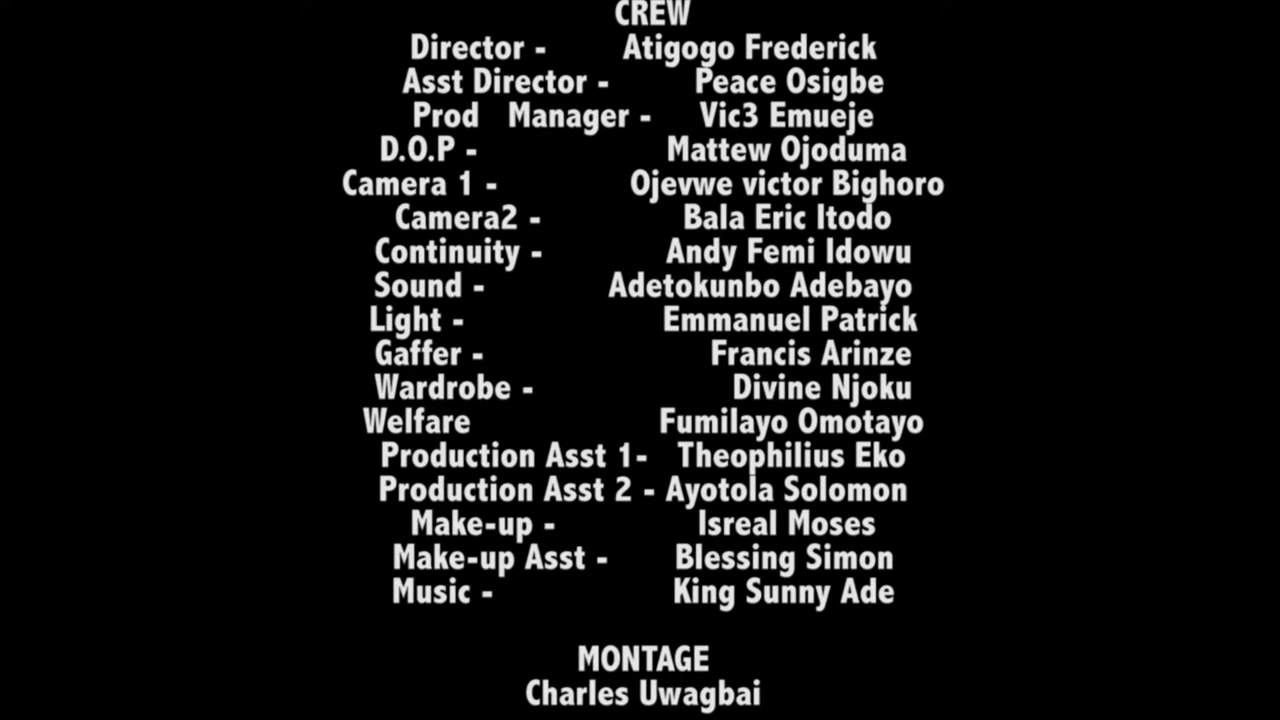 CREW
Director - Atigogo Frederick
Asst Director - Peace Osigbe
Prod Manager - Vic3 Emueje
D.O.P - Mattew Ojoduma
Camera 1 - Ojevwe victor Bighoro
Camera2 - Bala Eric Itodo
Continuity - Andy Femi Idowu
Sound - Adetokunbo Adebayo
Light - Emmanuel Patrick
Gaffer - Francis Arinze
Wardrobe - Divine Njoku
Welfare Fumilayo Omotayo
Production Asst 1- Theophilius Eko
Production Asst 2 - Ayotola Solomon
Make-up - Isreal Moses
Make-up Asst - Blessing Simon
Music - King Sunny Ade
MONTAGE
Charles Uwagbai